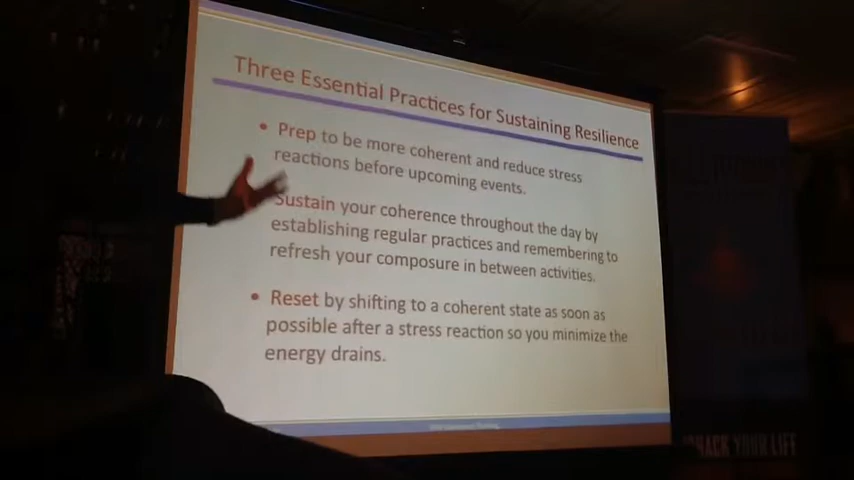 Three Essential Practices for Sustaining Resilience
• Prep to be more coherent and reduce stress
reactions before upcoming events.
Sustain your coherence throughout the day by
establishing regular practices and remembering to
refresh your composure in between activities.
• Reset by shifting to a coherent state as soon as
possible after a stress reaction so you minimize the
energy drains.
HACK YOUR LIFE